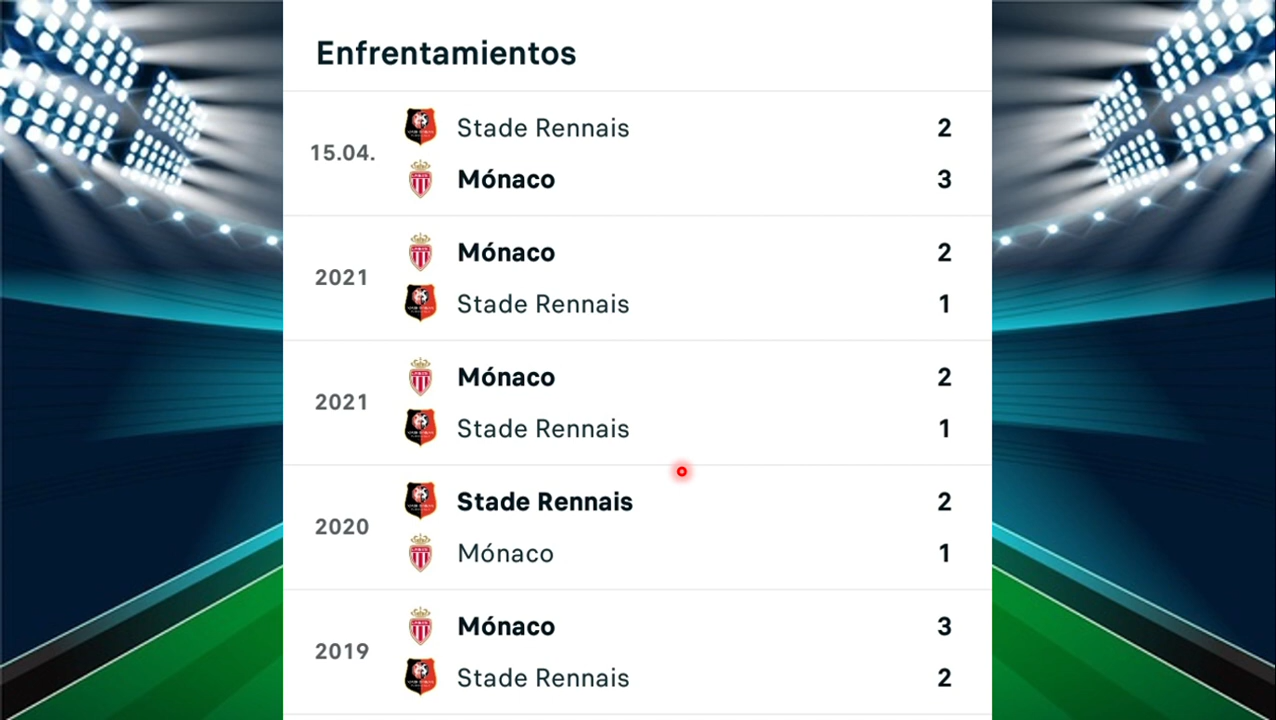 Enfrentamientos
15.04.
Stade Rennais 2
Mónaco 3
2021
Mónaco 2
Stade Rennais 1
2021
Mónaco 2
Stade Rennais 1
2020
Stade Rennais 2
Mónaco 1
2019
Mónaco 3
Stade Rennais 2